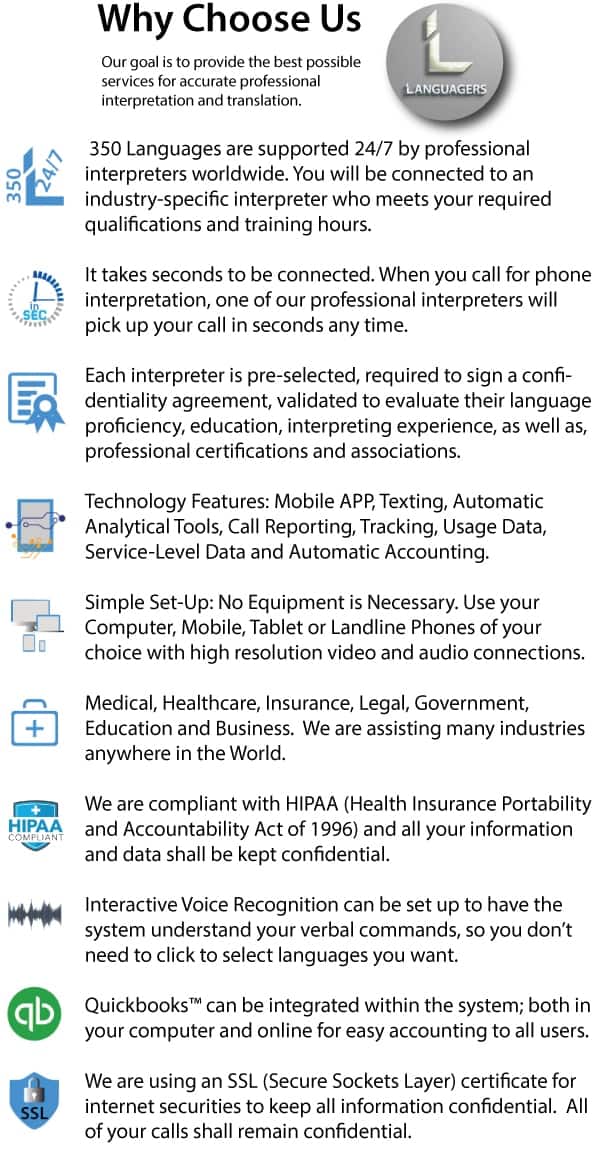 Why Choose Us
Our goal is to provide the best possible
services for accurate professional
interpretation and translation.
L
LANGUAGERS
350
24/7
350 Languages are supported 24/7 by professional
interpreters worldwide. You will be connected to an
industry-specific interpreter who meets your required
qualifications and training hours.
in
SEC
It takes seconds to be connected. When you call for phone
interpretation, one of our professional interpreters will
pick up your call in seconds any time.
Each interpreter is pre-selected, required to sign a confi-
dentiality agreement, validated to evaluate their language
proficiency, education, interpreting experience, as well as,
professional certifications and associations.
Technology Features: Mobile APP, Texting, Automatic
Analytical Tools, Call Reporting, Tracking, Usage Data,
Service-Level Data and Automatic Accounting.
Simple Set-Up: No Equipment is Necessary. Use your
Computer, Mobile, Tablet or Landline Phones of your
choice with high resolution video and audio connections.
Medical, Healthcare, Insurance, Legal, Government,
Education and Business. We are assisting many industries
anywhere in the World.
HIPAA
COMPLIANT
We are compliant with HIPAA (Health Insurance Portability
and Accountability Act of 1996) and all your information
and data shall be kept confidential.
Interactive Voice Recognition can be set up to have the
system understand your verbal commands, so you don't
need to click to select languages you want.
qb
Quickbooks™ can be integrated within the system; both in
your computer and online for easy accounting to all users.
SSL
We are using an SSL (Secure Sockets Layer) certificate for
internet securities to keep all information confidential. All
of your calls shall remain confidential.